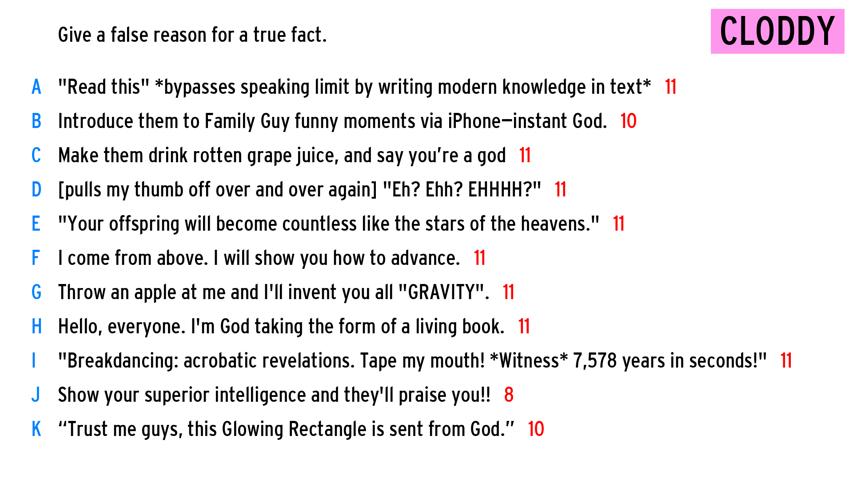 Give a false reason for a true fact.
CLODDY
A "Read this" *bypasses speaking limit by writing modern knowledge in text* 11
B Introduce them to Family Guy funny moments via iPhone—instant God. 10
C Make them drink rotten grape juice, and say you're a god 11
D [pulls my thumb off over and over again] "Eh? Ehh? EHHHH?" 11
E "Your offspring will become countless like the stars of the heavens." 11
F I come from above. I will show you how to advance. 11
G Throw an apple at me and I'll invent you all "GRAVITY". 11
H Hello, everyone. I'm God taking the form of a living book. 11
I "Breakdancing: acrobatic revelations. Tape my mouth! *Witness* 7,578 years in seconds!" 11
J Show your superior intelligence and they'll praise you!! 8
K “Trust me guys, this Glowing Rectangle is sent from God.” 10